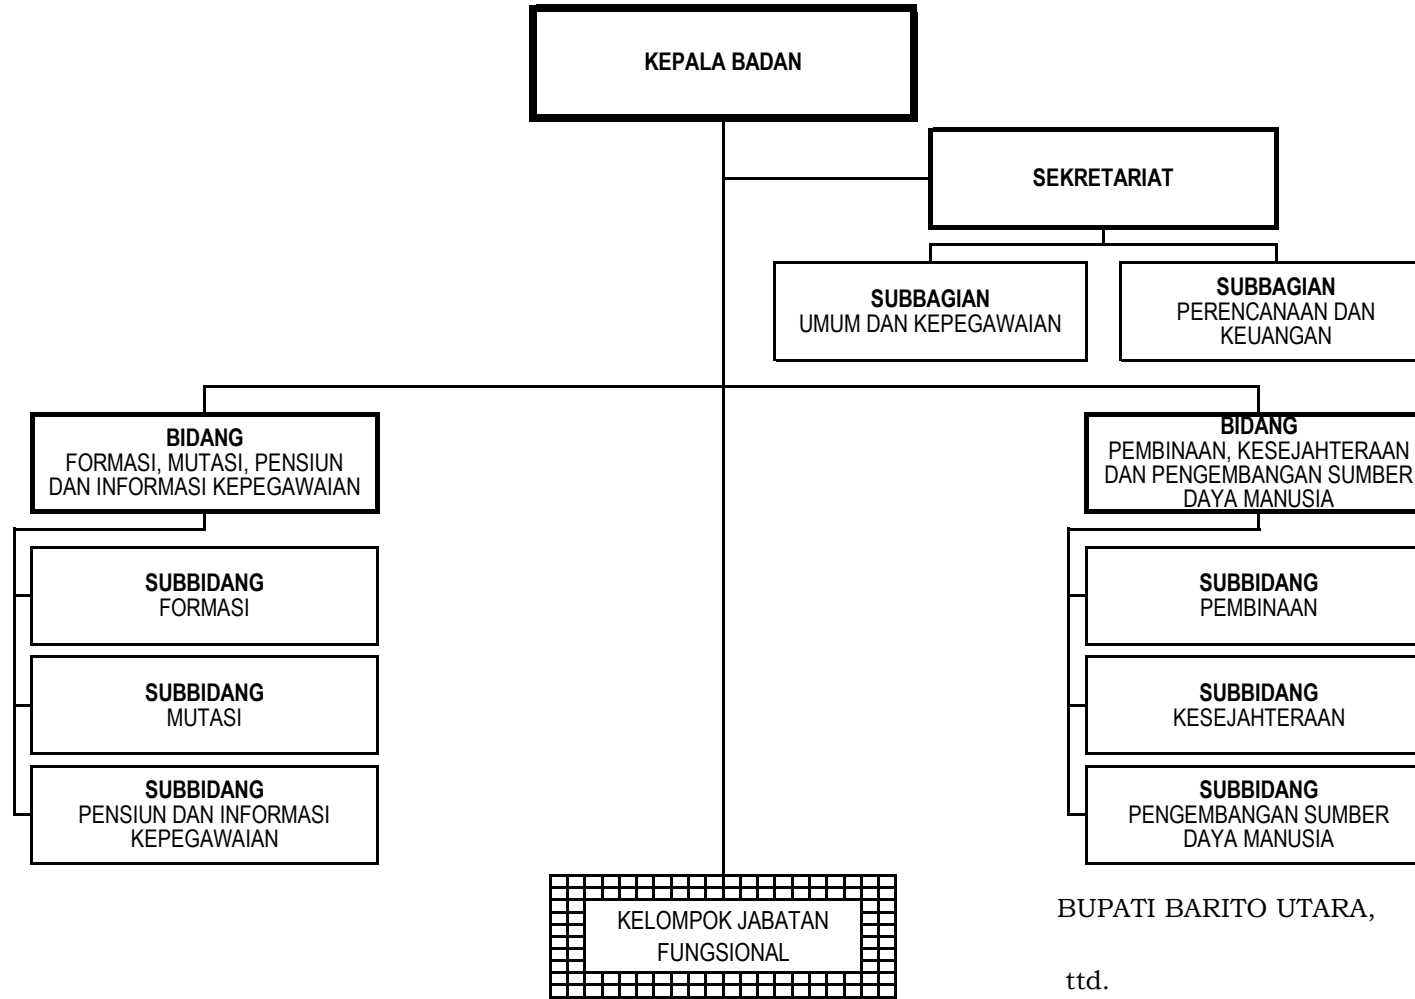 KEPALA BADAN
SEKRETARIAT
SUBBAGIAN
UMUM DAN KEPEGAWAIAN
SUBBAGIAN
PERENCANAAN DAN
KEUANGAN
BIDANG
FORMASI, MUTASI, PENSIUN
DAN INFORMASI KEPEGAWAIAN
SUBBIDANG
FORMASI
SUBBIDANG
MUTASI
SUBBIDANG
PENSIUN DAN INFORMASI
KEPEGAWAIAN
BIDANG
PEMBINAAN, KESEJAHTERAAN
DAN PENGEMBANGAN SUMBER
DAYA MANUSIA
SUBBIDANG
PEMBINAAN
SUBBIDANG
KESEJAHTERAAN
SUBBIDANG
PENGEMBANGAN SUMBER
DAYA MANUSIA
KELOMPOK JABATAN
FUNGSIONAL
BUPATI BARITO UTARA,
ttd.